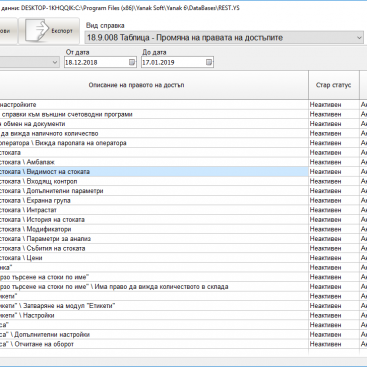 данни: DESKTOP-1KHQQIK:C:\Program Files (x86)\Yanak Soft\Yanak 6\DataBases\REST.YS
ови Експорт
Вид справка
18.9.008 Таблица - Промяна на правата на достъпите
От дата До дата
18.12.2018 17.01.2019
Описание на правото на достъп Стар статус
настройките Неактивен
справки към външни счетоводни програми Неактивен
обмен на документи Неактивен
да вижда наличното количество Неактивен
оператора \ Вижда паролата на оператора Неактивен
стоката Неактивен
стоката \ Амбалаж Неактивен
стоката \ Видимост на стоката Неактивен
стоката \ Входящ контрол Неактивен
стоката \ Допълнителни параметри Неактивен
стоката \ Екранна група Неактивен
стоката \ Интрастат Неактивен
стоката \ История на стоката Неактивен
стоката \ Модификатори Неактивен
стоката \ Параметри за анализ Неактивен
стоката \ Събития на стоката Неактивен
стоката \ Цени Неактивен
нка" Неактивен
рзо търсене на стоки по име" Неактивен
рзо търсене на стоки по име" \ Има право да вижда количеството в склада Неактивен
кети" Неактивен
кети" \ Затваряне на модул "Етикети" Неактивен
кети" \ Настройки Неактивен
са" Неактивен
са" \ Допълнителни настройки Неактивен
са" \ Отчитане на оборот Неактивен